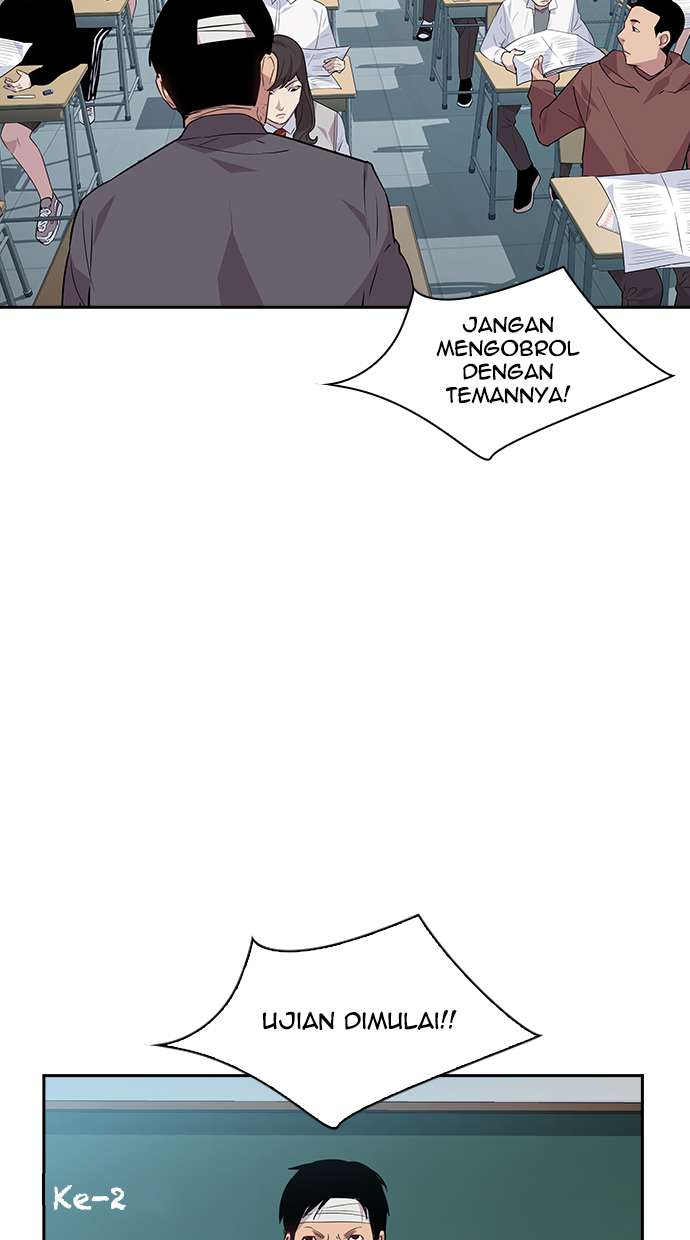 JANGAN
MENGOBROL
DENGAN
TEMANNYA!
UJIAN DIMULAI!!
Ke-2